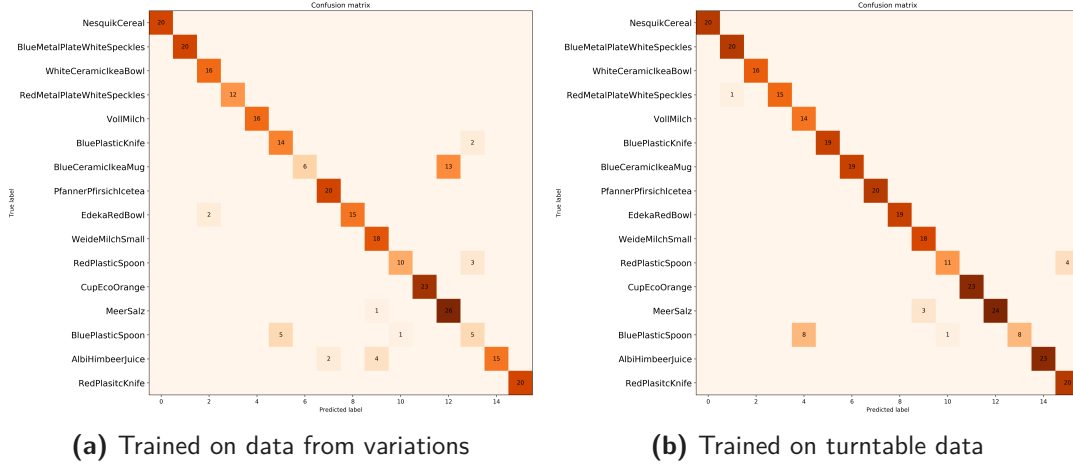 Confusion matrix
True label
NesquikCereal 20
BlueMetalPlateWhiteSpeckles 20
WhiteCeramicIkeaBowl 16
RedMetalPlateWhiteSpeckles 12
VollMilch 16
BluePlasticKnife 14 2
BlueCeramicIkeaMug 6 13
PfannerPfirsichIcetea 20
EdekaRedBowl 2 15
WeideMilchSmall 18
RedPlasticSpoon 10 3
CupEcoOrange 23
MeerSalz 1 26
BluePlasticSpoon 5 1 5
AlbiHimbeerJuice 2 4 15
RedPlasitcKnife 20
0 2 4 6 8 10 12 14
Predicted label
(a) Trained on data from variations
Confusion matrix
True label
NesquikCereal 20
BlueMetalPlateWhiteSpeckles 20
WhiteCeramicIkeaBowl 16
RedMetalPlateWhiteSpeckles 1 15
VollMilch 14
BluePlasticKnife 19
BlueCeramicIkeaMug 19
PfannerPfirsichIcetea 20
EdekaRedBowl 19
WeideMilchSmall 18
RedPlasticSpoon 11 4
CupEcoOrange 23
MeerSalz 3 24
BluePlasticSpoon 8 1 8
AlbiHimbeerJuice 23
RedPlasitcKnife 20
0 2 4 6 8 10 12 14
Predicted label
(b) Trained on turntable data